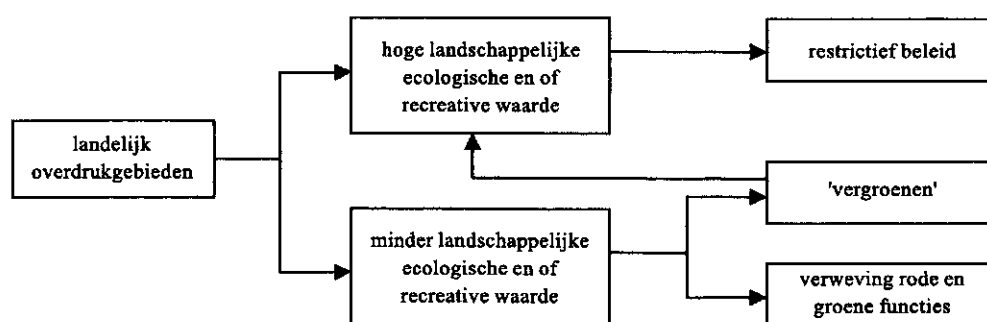 landelijk
overdrukgebieden
hoge landschappelijke
ecologische en of
recreative waarde
minder landschappelijke
ecologische en of
recreative waarde
restrictief beleid
'vergroenen'
verweving rode en
groene functies